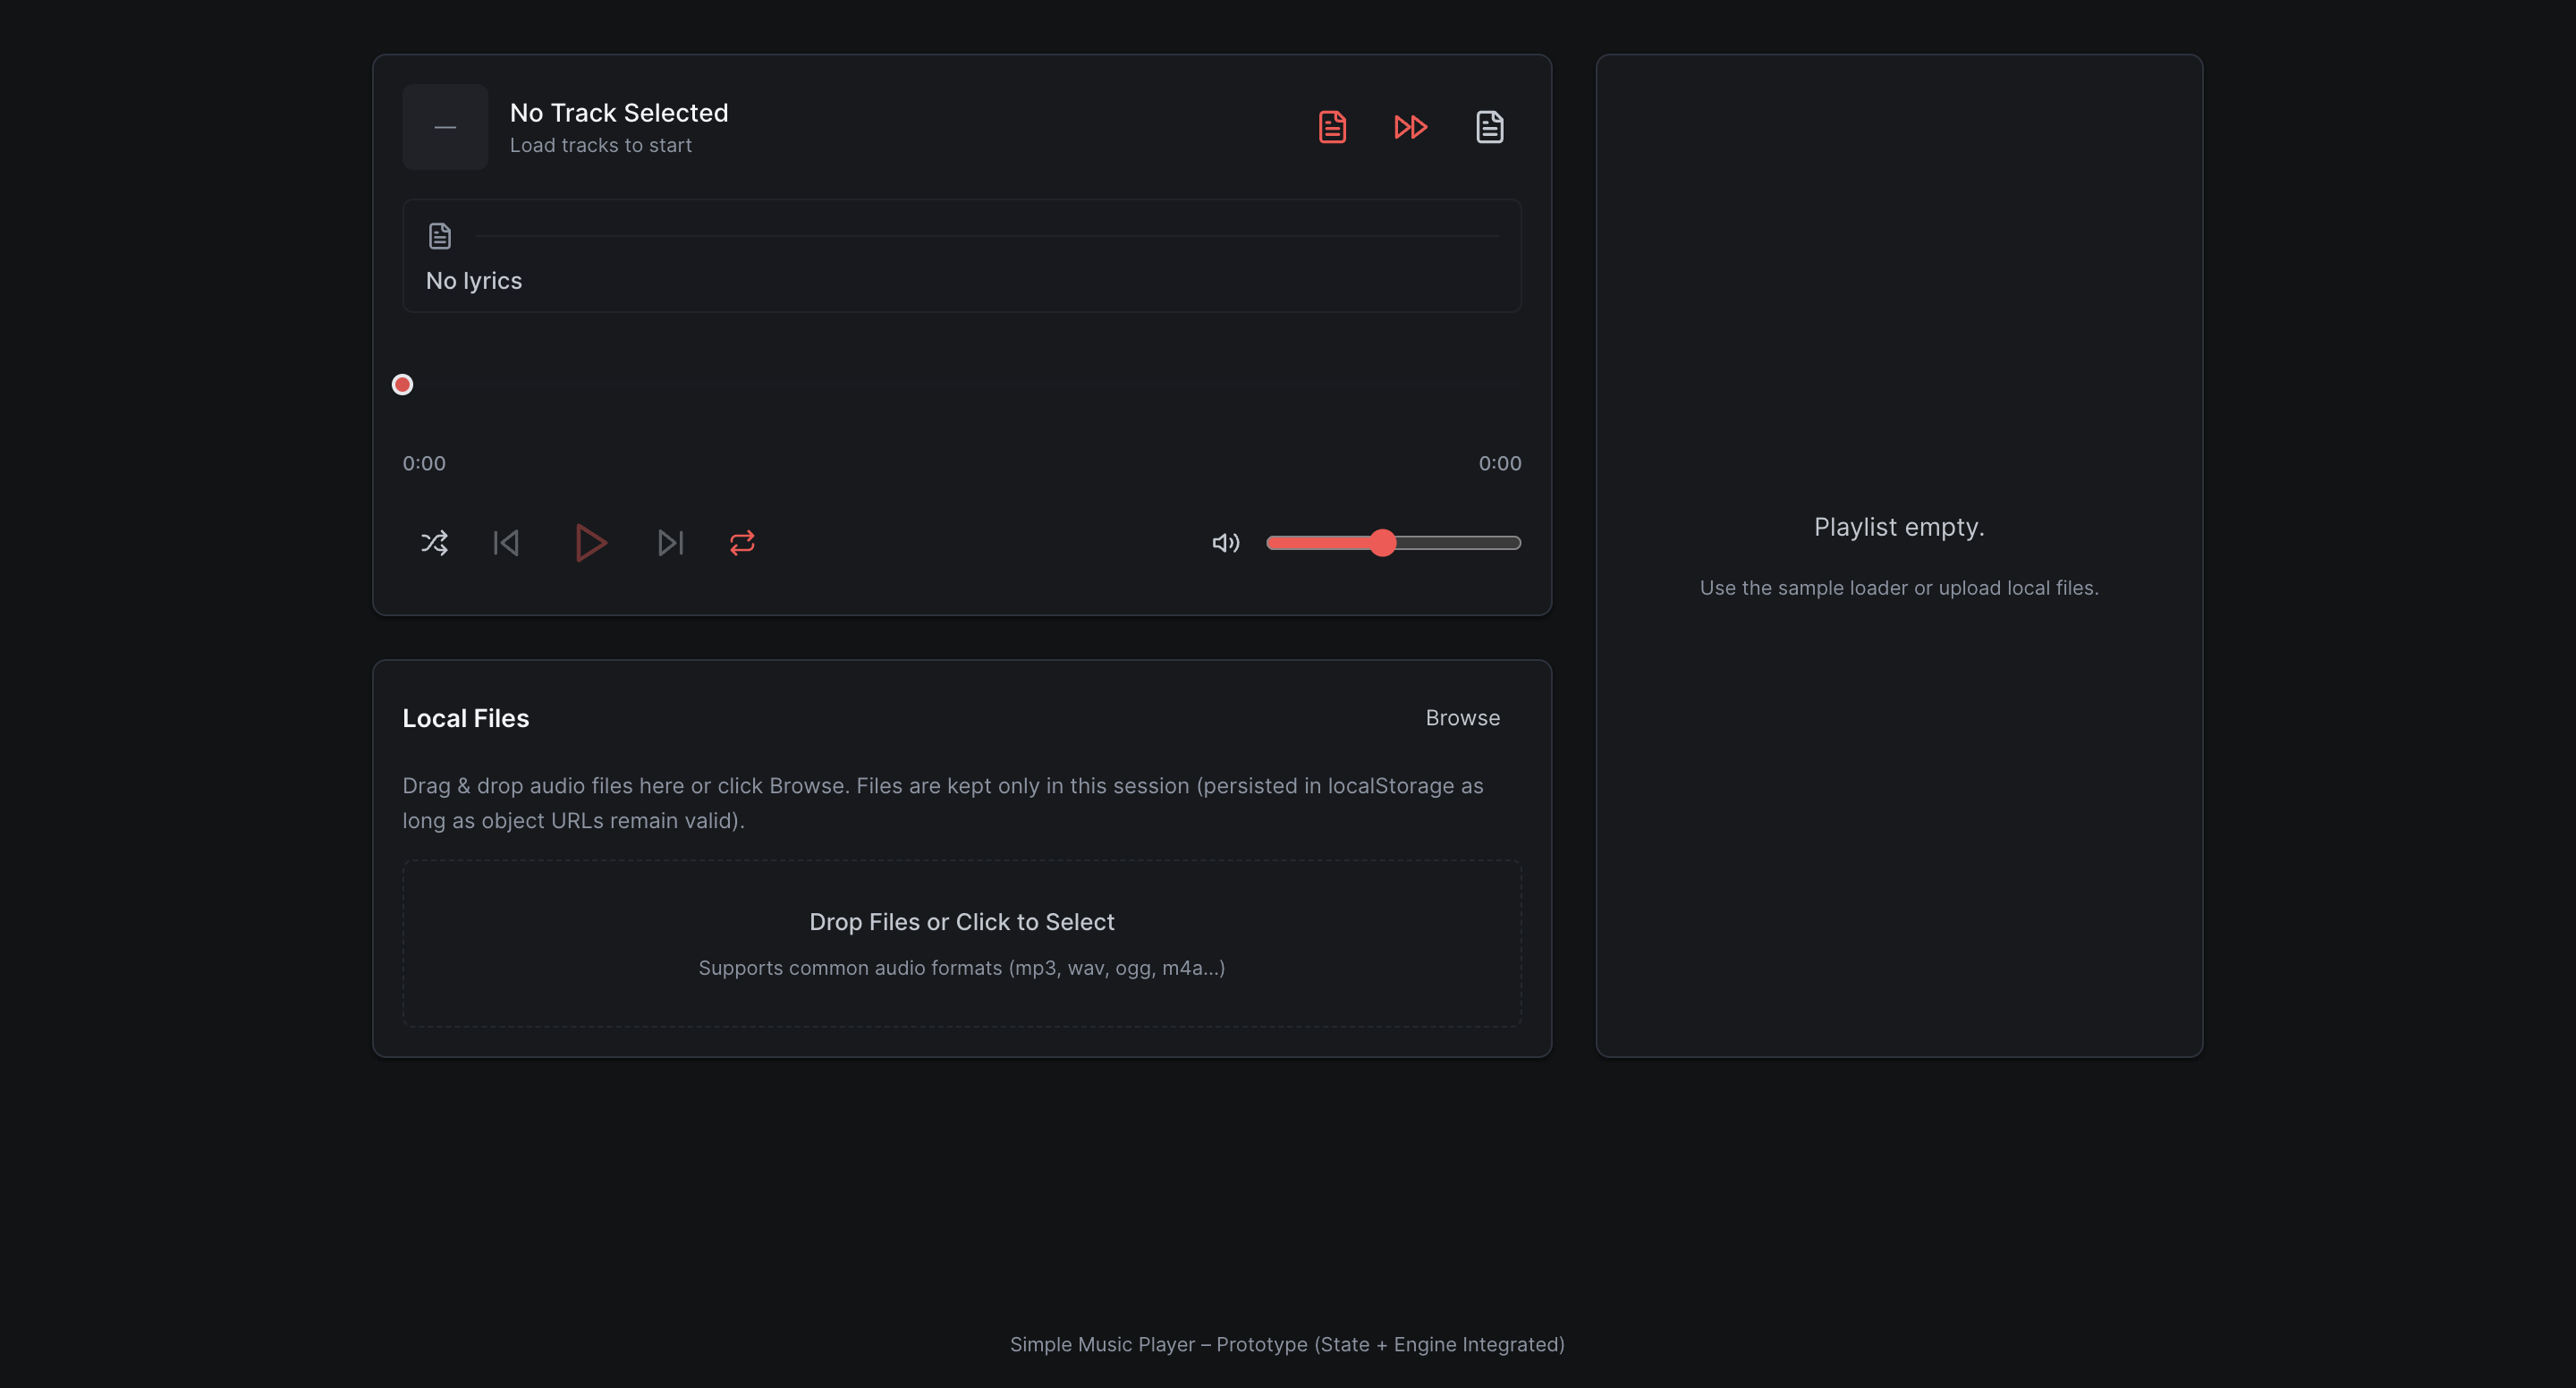 No Track Selected
Load tracks to start
No lyrics
0:00
0:00
Local Files
Browse
Drag & drop audio files here or click Browse. Files are kept only in this session (persisted in localStorage as
long as object URLs remain valid).
Drop Files or Click to Select
Supports common audio formats (mp3, wav, ogg, m4a...)
Playlist empty.
Use the sample loader or upload local files.
Simple Music Player – Prototype (State + Engine Integrated)